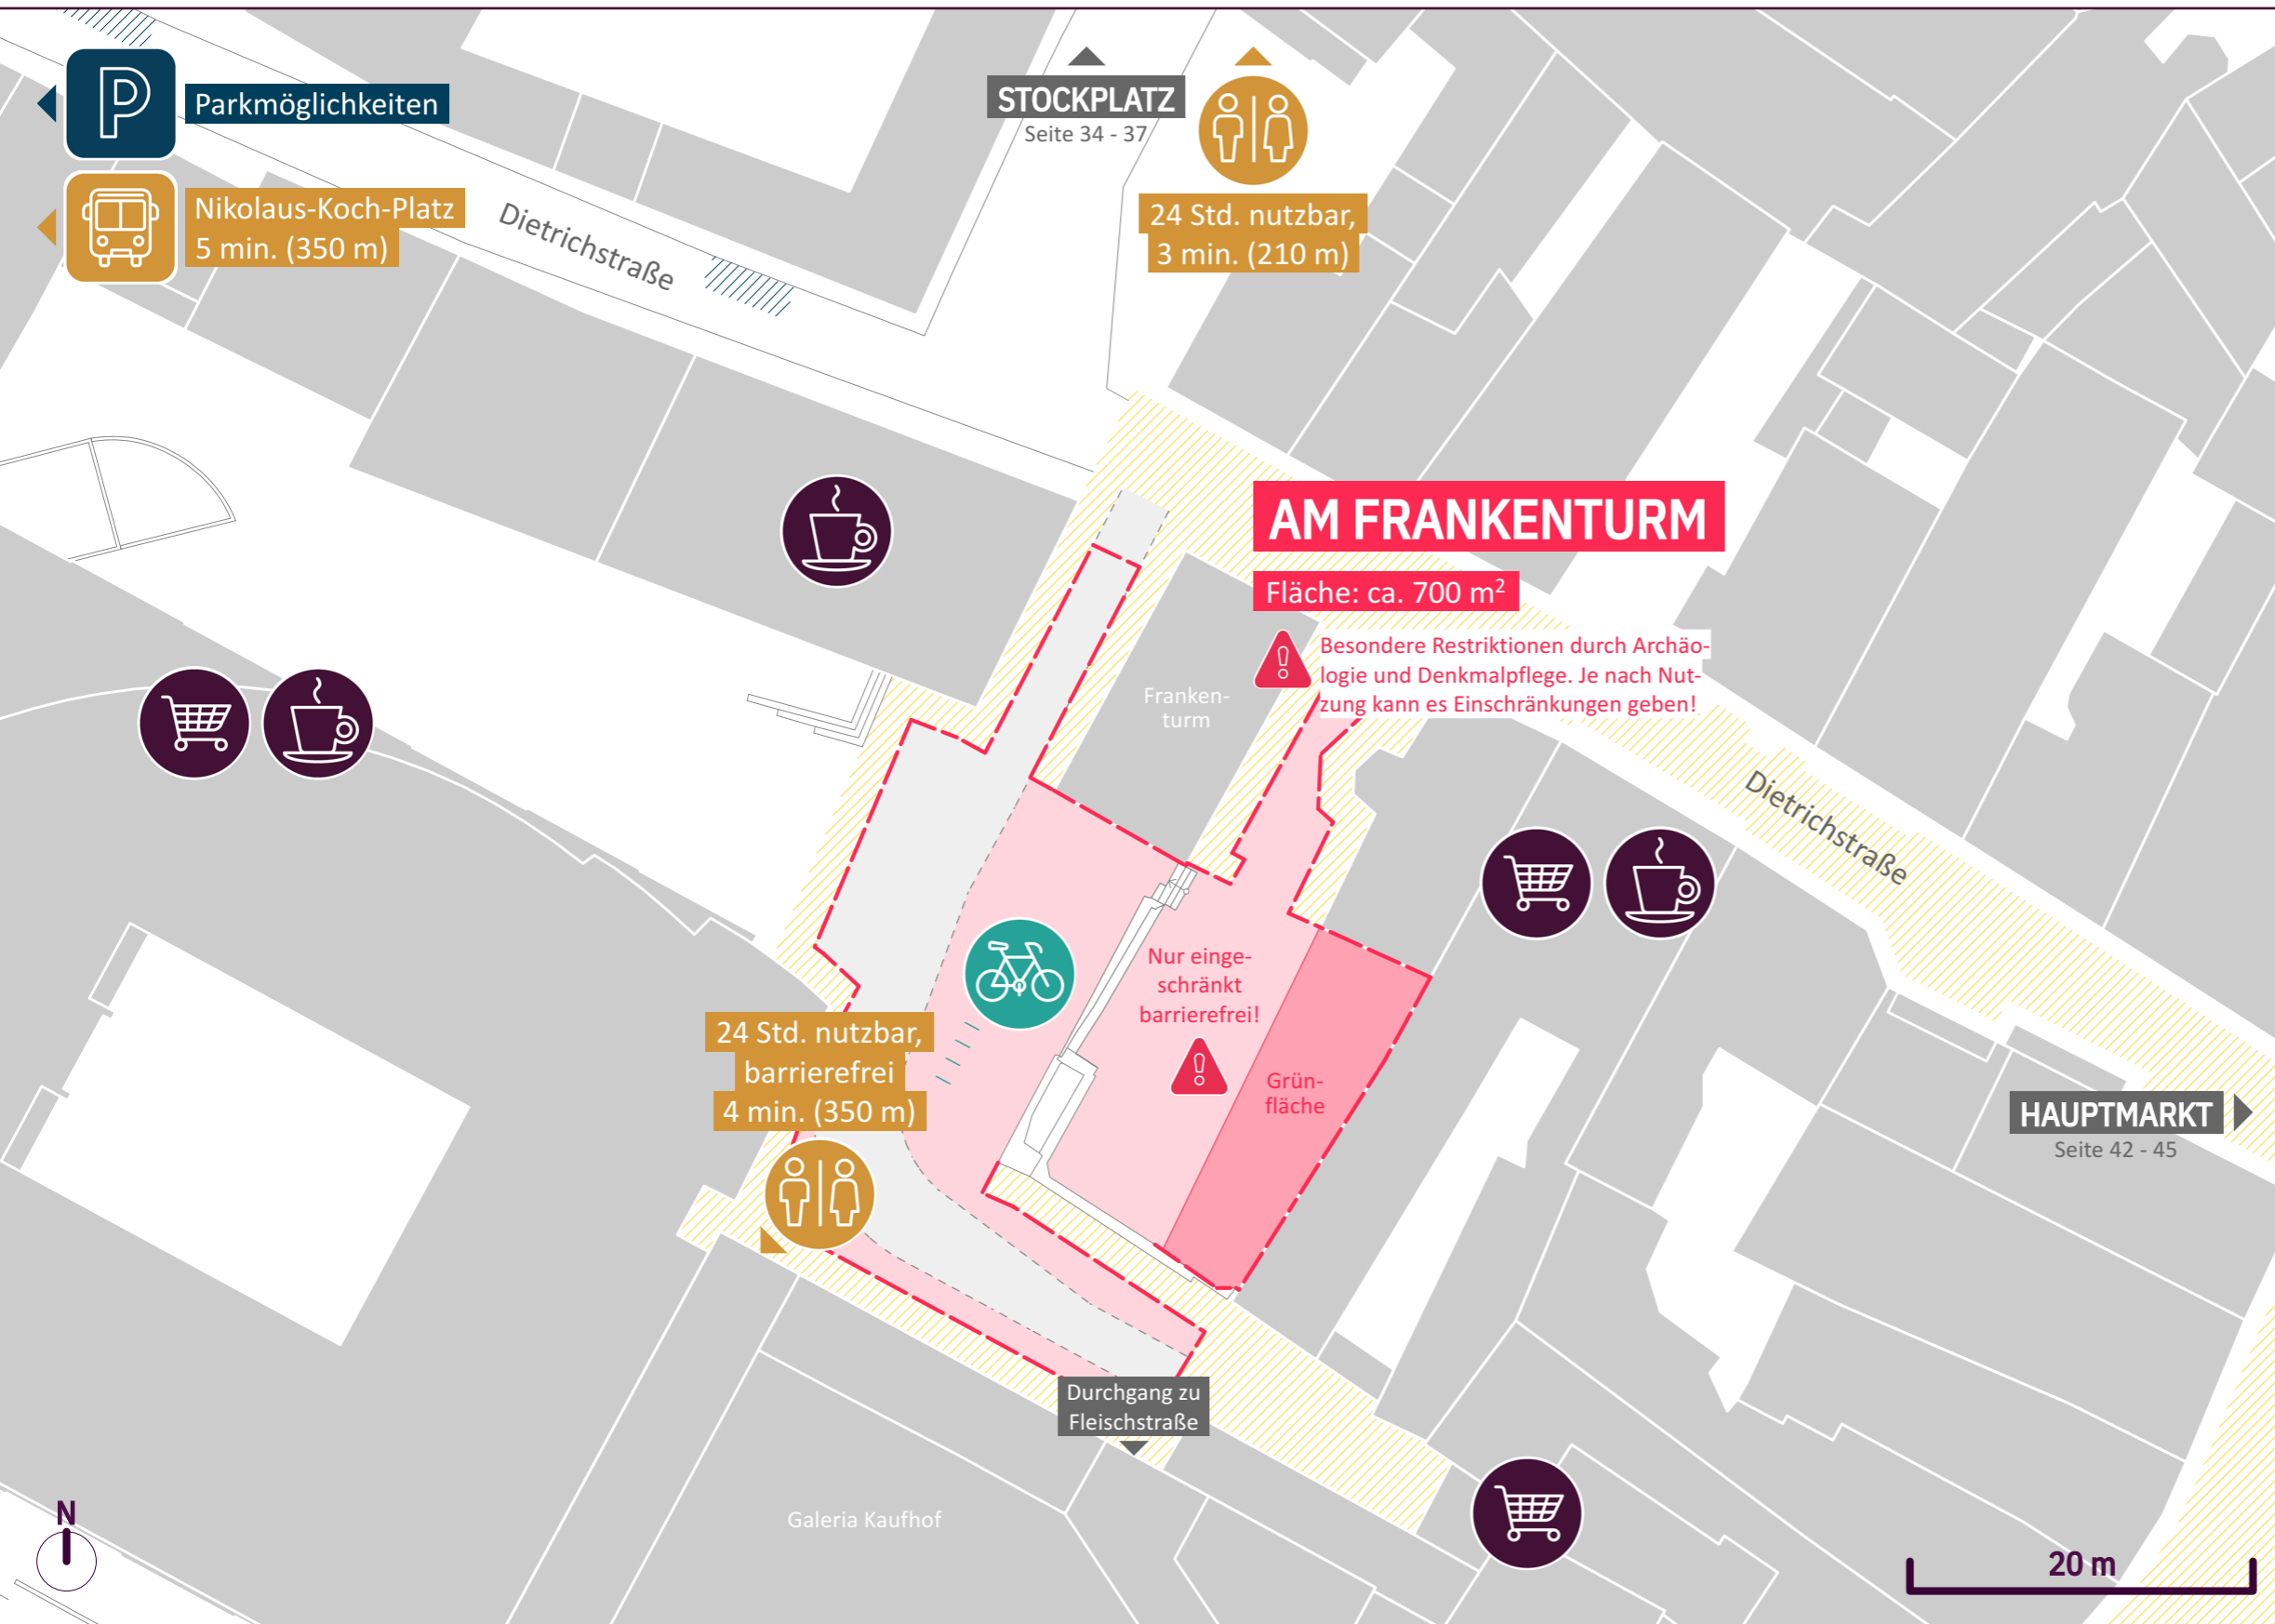 P
Parkmöglichkeiten
Nikolaus-Koch-Platz
5 min. (350 m)
Dietrichstraße
STOCKPLATZ
Seite 34 - 37
24 Std. nutzbar,
3 min. (210 m)
AM FRANKENTURM
Fläche: ca. 700 m²
Besondere Restriktionen durch Archäo-
logie und Denkmalpflege. Je nach Nut-
zung kann es Einschränkungen geben!
Franken-
turm
Dietrichstraße
Nur einge-
schränkt
barrierefrei!
Grün-
fläche
24 Std. nutzbar,
barrierefrei
4 min. (350 m)
HAUPTMARKT
Seite 42 - 45
Durchgang zu
Fleischstraße
Galeria Kaufhof
N
20 m